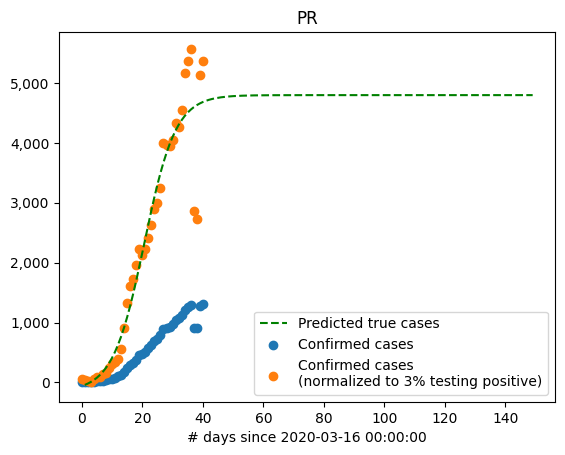 PR
5,000
4,000
3,000
2,000
1,000
0
Predicted true cases
Confirmed cases
Confirmed cases
(normalized to 3% testing positive)
0 20 40 60 80 100 120 140
# days since 2020-03-16 00:00:00